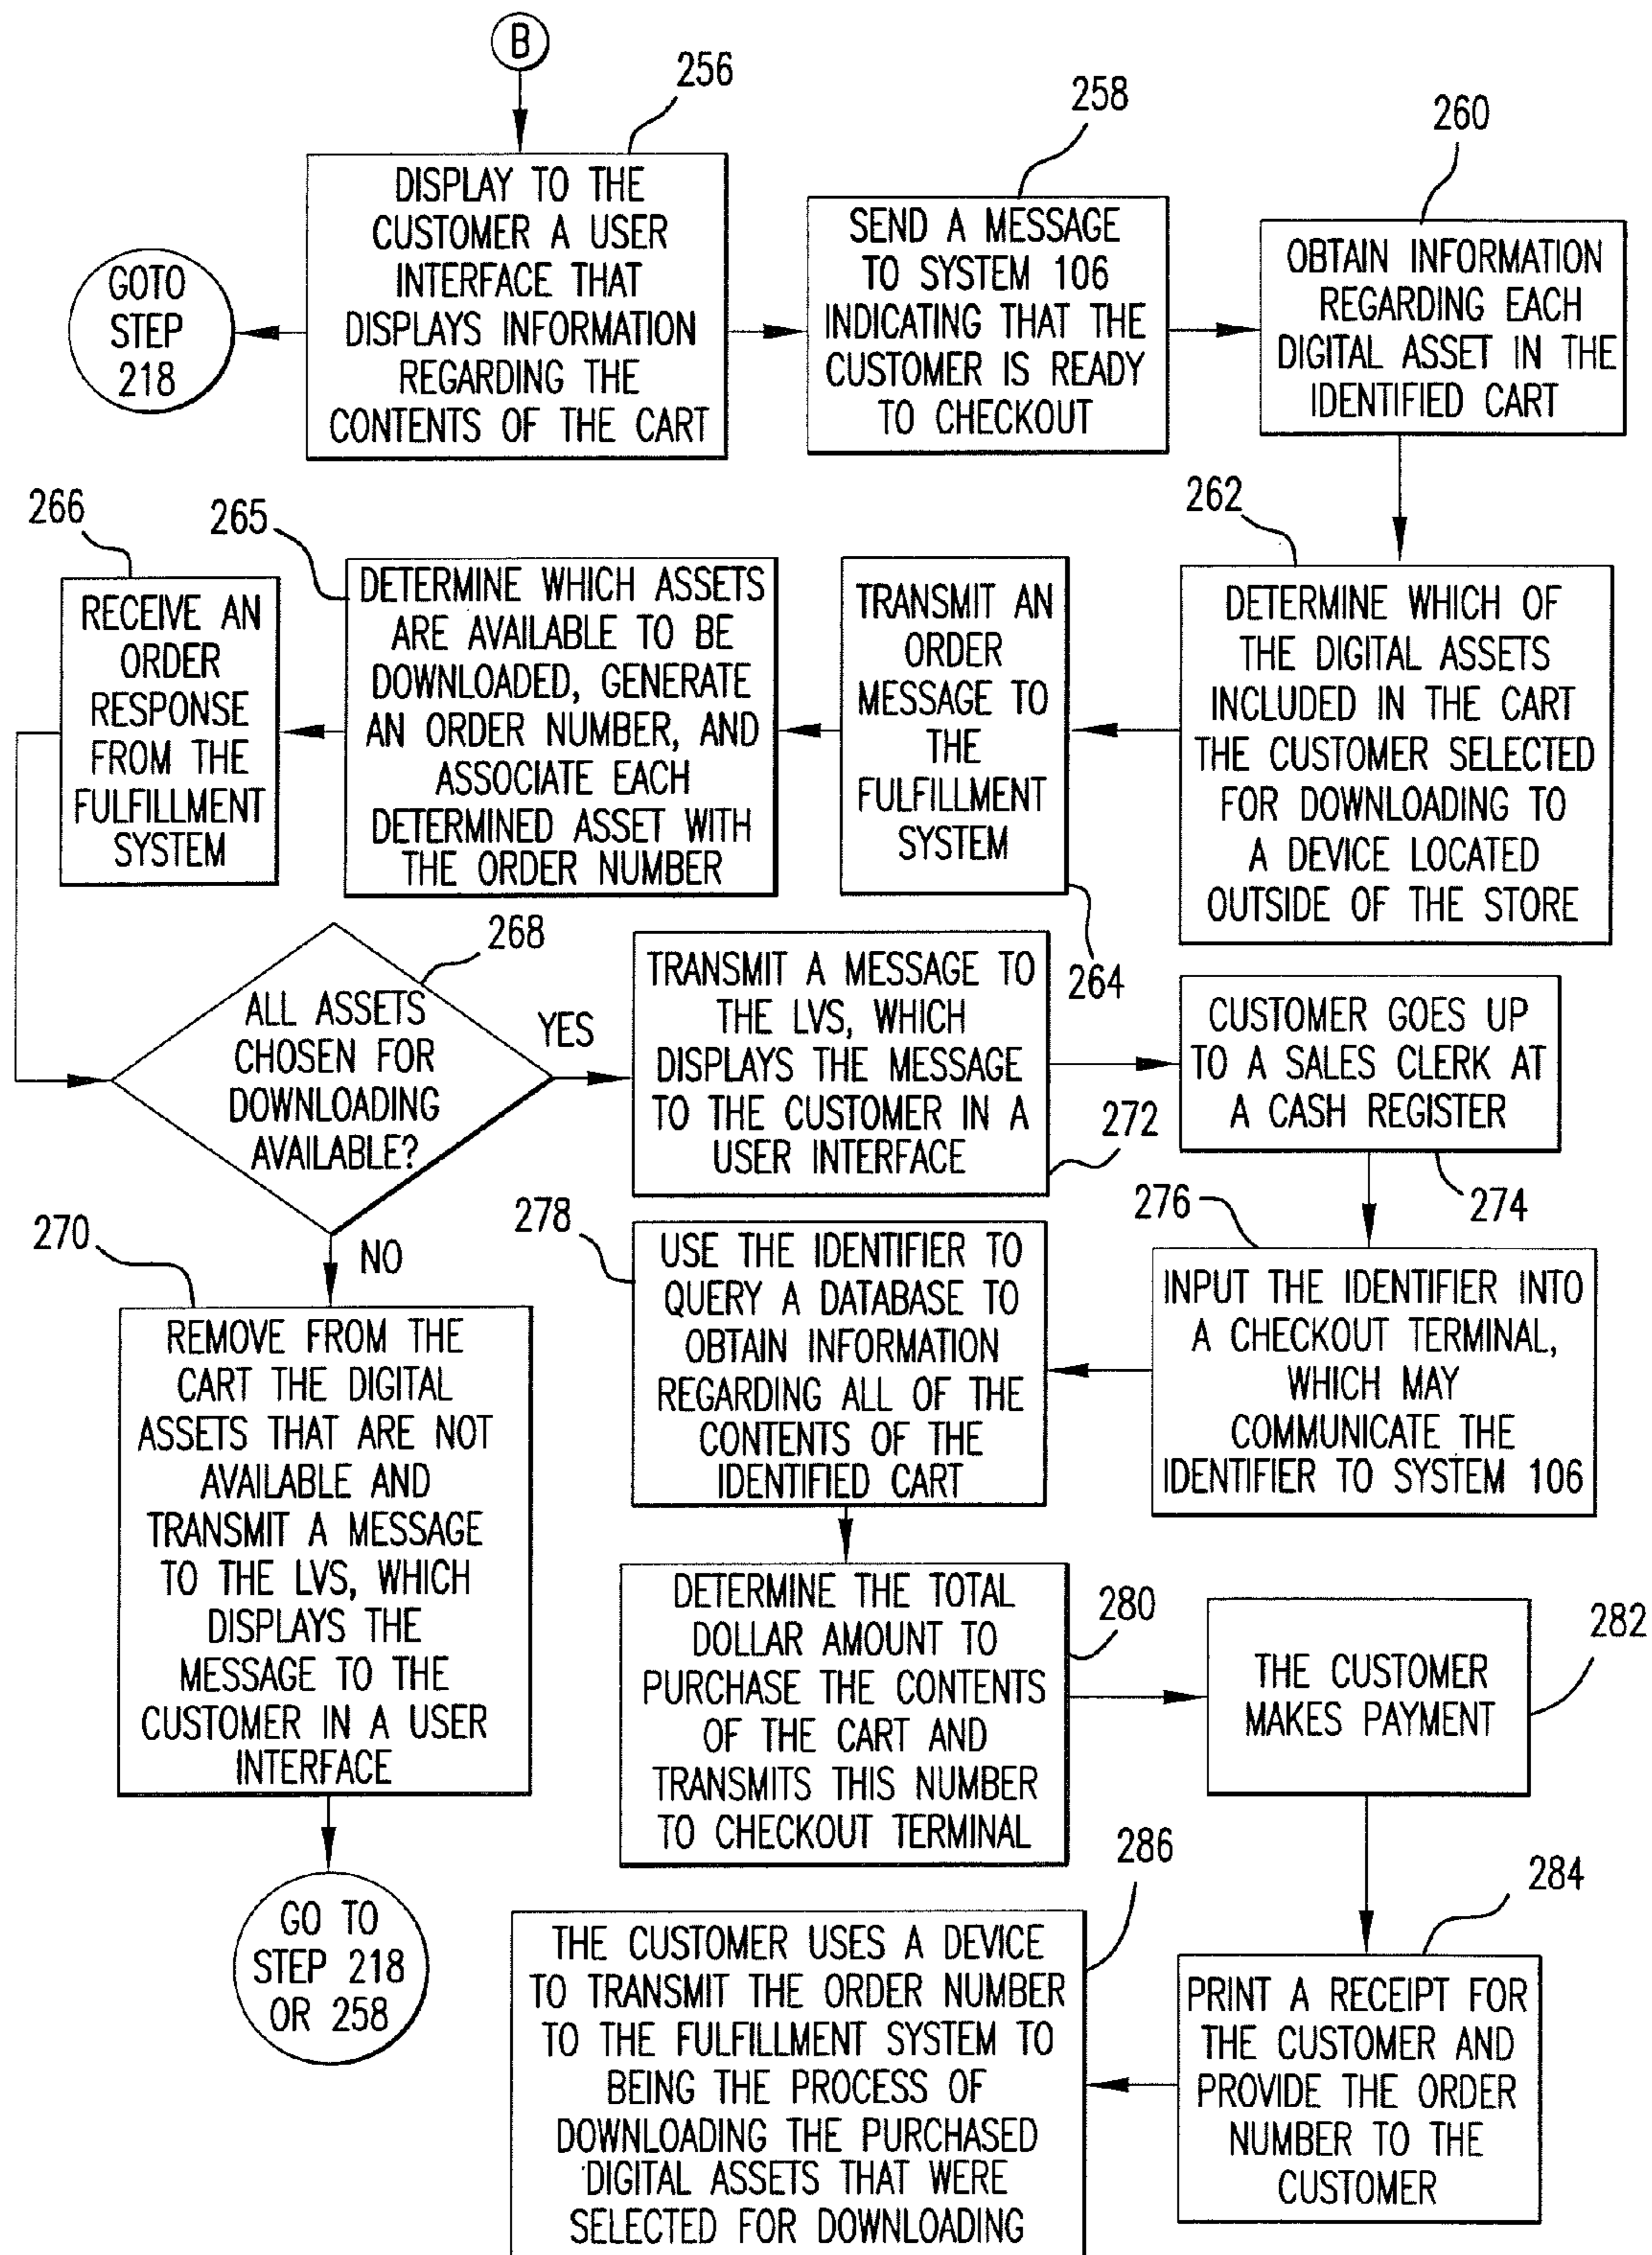 B
256
DISPLAY TO THE
CUSTOMER A USER
INTERFACE THAT
DISPLAYS INFORMATION
REGARDING THE
CONTENTS OF THE CART
GOTO
STEP
218
258
SEND A MESSAGE
TO SYSTEM 106
INDICATING THAT THE
CUSTOMER IS READY
TO CHECKOUT
260
OBTAIN INFORMATION
REGARDING EACH
DIGITAL ASSET IN THE
IDENTIFIED CART
262
DETERMINE WHICH OF
THE DIGITAL ASSETS
INCLUDED IN THE CART
THE CUSTOMER SELECTED
FOR DOWNLOADING TO
A DEVICE LOCATED
OUTSIDE OF THE STORE
TRANSMIT AN
ORDER
MESSAGE TO
THE
FULFILLMENT
SYSTEM
264
265
DETERMINE WHICH ASSETS
ARE AVAILABLE TO BE
DOWNLOADED, GENERATE
AN ORDER NUMBER, AND
ASSOCIATE EACH
DETERMINED ASSET WITH
THE ORDER NUMBER
266
RECEIVE AN
ORDER
RESPONSE
FROM THE
FULFILLMENT
SYSTEM
268
ALL ASSETS
CHOSEN FOR
DOWNLOADING
AVAILABLE?
YES
NO
270
REMOVE FROM THE
CART THE DIGITAL
ASSETS THAT ARE NOT
AVAILABLE AND
TRANSMIT A MESSAGE
TO THE LVS, WHICH
DISPLAYS THE
MESSAGE TO THE
CUSTOMER IN A USER
INTERFACE
GO TO
STEP 218
OR 258
TRANSMIT A MESSAGE TO
THE LVS, WHICH
DISPLAYS THE MESSAGE
TO THE CUSTOMER IN A
USER INTERFACE
272
CUSTOMER GOES UP
TO A SALES CLERK AT
A CASH REGISTER
274
276
INPUT THE IDENTIFIER INTO
A CHECKOUT TERMINAL,
WHICH MAY
COMMUNICATE THE
IDENTIFIER TO SYSTEM 106
278
USE THE IDENTIFIER TO
QUERY A DATABASE TO
OBTAIN INFORMATION
REGARDING ALL OF THE
CONTENTS OF THE
IDENTIFIED CART
DETERMINE THE TOTAL
DOLLAR AMOUNT TO
PURCHASE THE CONTENTS
OF THE CART AND
TRANSMITS THIS NUMBER
TO CHECKOUT TERMINAL
280
THE CUSTOMER
MAKES PAYMENT
282
284
PRINT A RECEIPT FOR
THE CUSTOMER AND
PROVIDE THE ORDER
NUMBER TO THE
CUSTOMER
286
THE CUSTOMER USES A DEVICE
TO TRANSMIT THE ORDER NUMBER
TO THE FULFILLMENT SYSTEM TO
BEING THE PROCESS OF
DOWNLOADING THE PURCHASED
DIGITAL ASSETS THAT WERE
SELECTED FOR DOWNLOADING